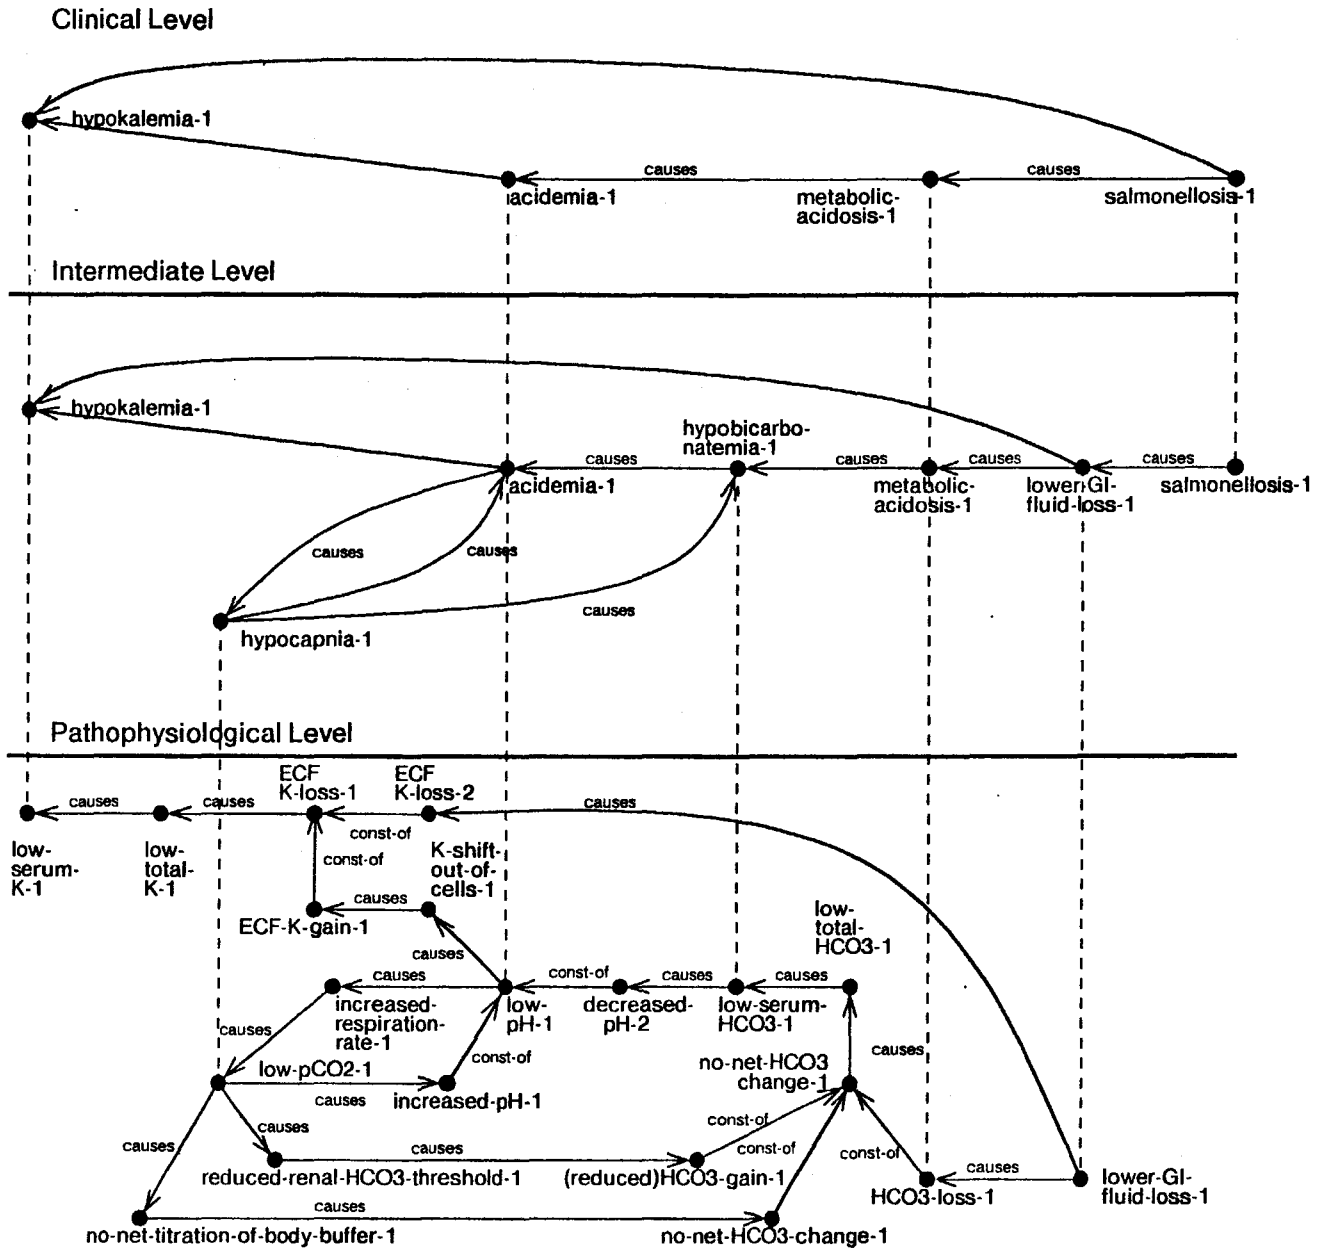 Clinical Level
hypokalemia-1
causes
causes
acidemia-1
metabolic-
acidosis-1
salmonellosis-1
Intermediate Level
hypokalemia-1
hypobicarbo-
natemia-1
causes
causes
causes
causes
acidemia-1
metabolic-
acidosis-1
lower-GI-
fluid-loss-1
salmonellosis-1
causes
causes
causes
hypocapnia-1
Pathophysiological Level
ECF
K-loss-1
ECF
K-loss-2
causes
causes
causes
const-of
low-
serum-
K-1
low-
total-
K-1
const-of
K-shift-
out-of-
cells-1
causes
ECF-K-gain-1
low-
total-
HCO3-1
causes
causes
const-of
causes
causes
increased-
respiration-
rate-1
low-
pH-1
decreased-
pH-2
low-serum-
HCO3-1
causes
causes
const-of
low-pCO2-1
no-net-HCO3
change-1
causes
increased-pH-1
causes
causes
causes
const-of
const-of
const-of
causes
reduced-renal-HCO3-threshold-1
(reduced)HCO3-gain-1
HCO3-loss-1
lower-GI-
fluid-loss-1
causes
no-net-titration-of-body-buffer-1
no-net-HCO3-change-1